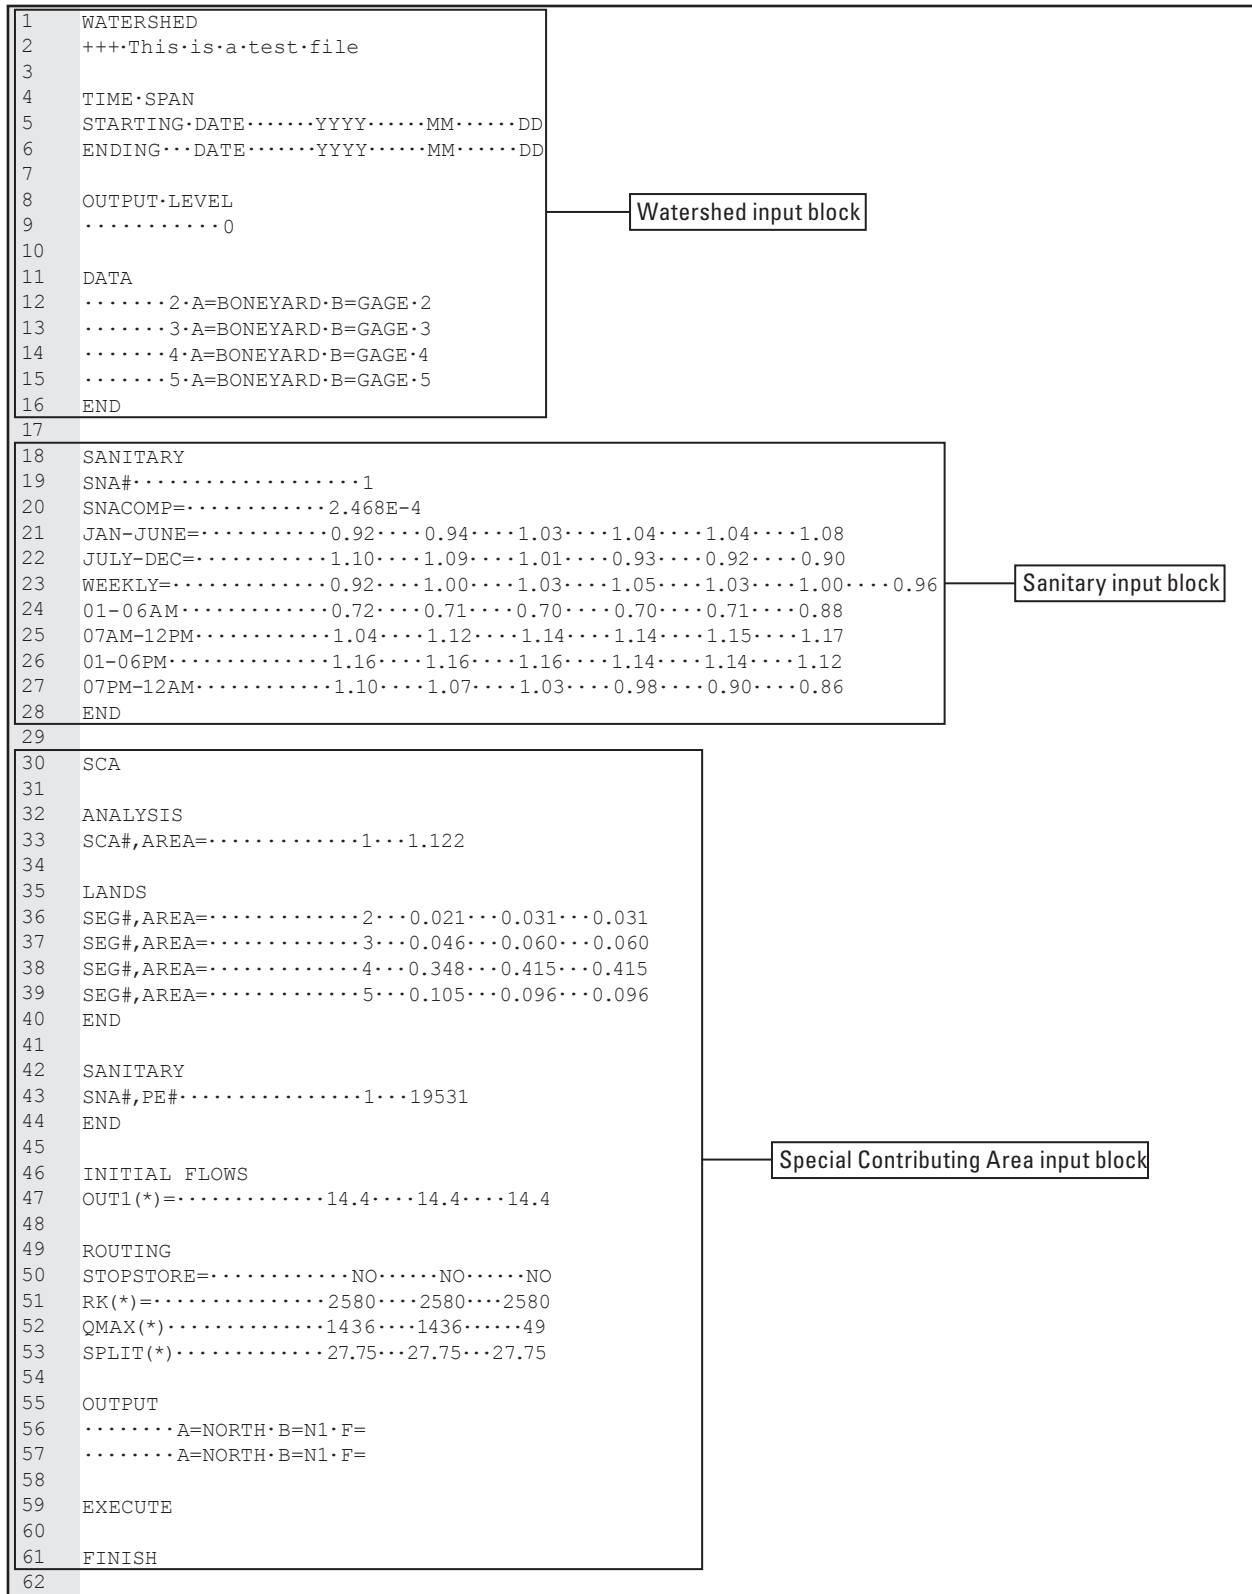 1 WATERSHED
2 +++·This·is·a·test·file
3
4 TIME·SPAN
5 STARTING·DATE·······YYYY······MM······DD
6 ENDING···DATE·······YYYY······MM······DD
7
8 OUTPUT·LEVEL
9 ···········0
10
11 DATA
12 ·······2·A=BONEYARD·B=GAGE·2
13 ·······3·A=BONEYARD·B=GAGE·3
14 ·······4·A=BONEYARD·B=GAGE·4
15 ·······5·A=BONEYARD·B=GAGE·5
16 END
Watershed input block
17
18 SANITARY
19 SNA#···················1
20 SNACOMP=············2.468E-4
21 JAN-JUNE=···········0.92····0.94····1.03····1.04····1.04····1.08
22 JULY-DEC=···········1.10····1.09····1.01····0.93····0.92····0.90
23 WEEKLY=·············0.92····1.00····1.03····1.05····1.03····1.00····0.96
24 01-06AM·············0.72····0.71····0.70····0.70····0.71····0.88
25 07AM-12PM············1.04····1.12····1.14····1.14····1.15····1.17
26 01-06PM··············1.16····1.16····1.16····1.14····1.14····1.12
27 07PM-12AM············1.10····1.07····1.03····0.98····0.90····0.86
28 END
Sanitary input block
29
30 SCA
31
32 ANALYSIS
33 SCA#,AREA=·············1···1.122
34
35 LANDS
36 SEG#,AREA=·············2···0.021···0.031···0.031
37 SEG#,AREA=·············3···0.046···0.060···0.060
38 SEG#,AREA=·············4···0.348···0.415···0.415
39 SEG#,AREA=·············5···0.105···0.096···0.096
40 END
41
42 SANITARY
43 SNA#,PE#················1···19531
44 END
45
46 INITIAL FLOWS
47 OUT1(*)=·············14.4····14.4····14.4
48
49 ROUTING
50 STOPSTORE=············NO······NO······NO
51 RK(*)=···············2580····2580····2580
52 QMAX(*)··············1436····1436······49
53 SPLIT(*)·············27.75···27.75···27.75
54
55 OUTPUT
56 ········A=NORTH·B=N1·F=
57 ········A=NORTH·B=N1·F=
58
59 EXECUTE
60
61 FINISH
Special Contributing Area input block
62